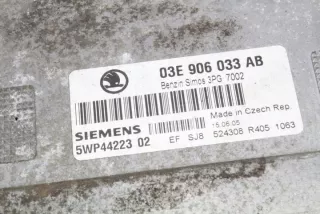 03E 906 033 AB
Benzin Simos 3PG 7002
Made in Czech Rep.
SIEMENS
15.06.05
5WP44223 02 EF SJ8 524308 R405 1063